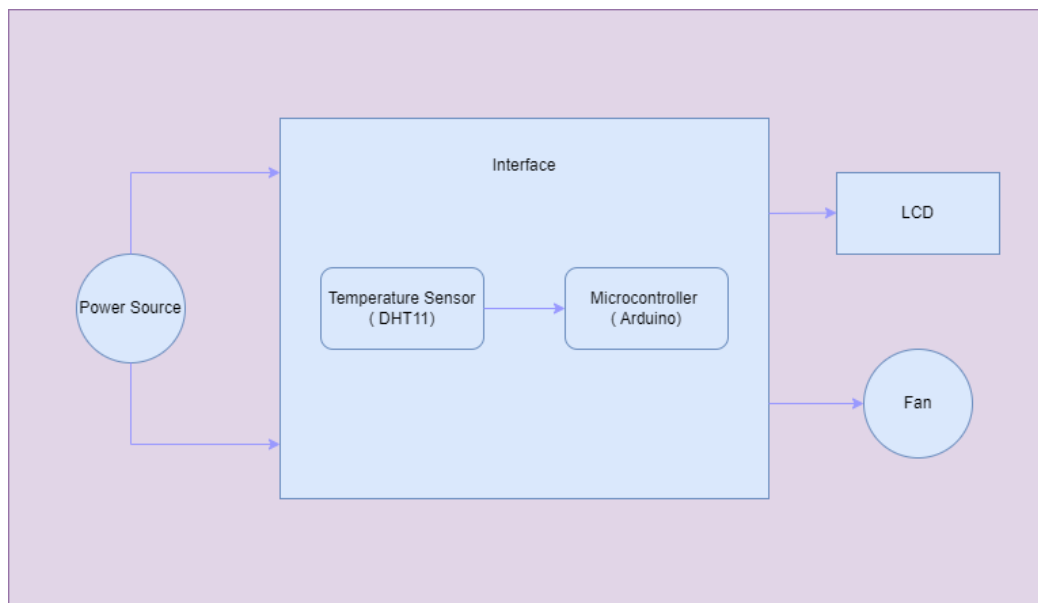 Interface
LCD
Power Source
Temperature Sensor
( DHT11)
Microcontroller
( Arduino)
Fan